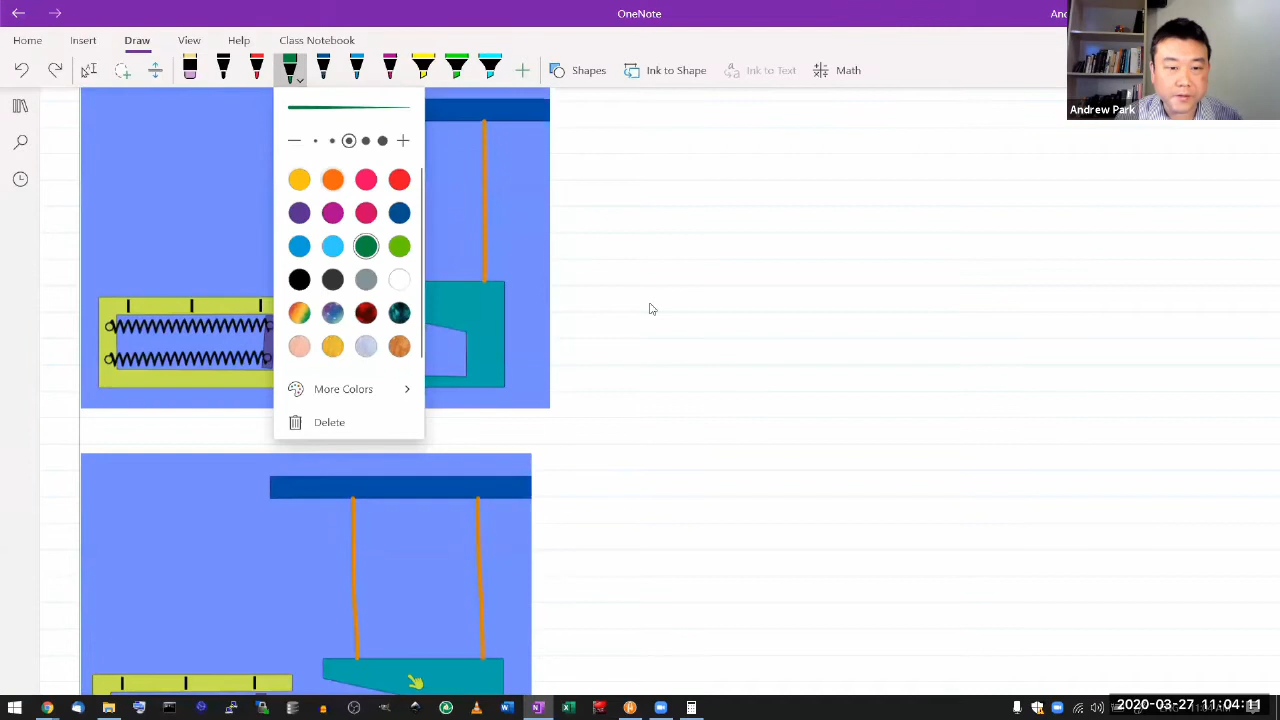 OneNote
An
Home Insert Draw View Help Class Notebook
Shapes Ink to Shape Ink to Text Math
Andrew Park
More Colors
Delete
2020-03-27 11:04:11